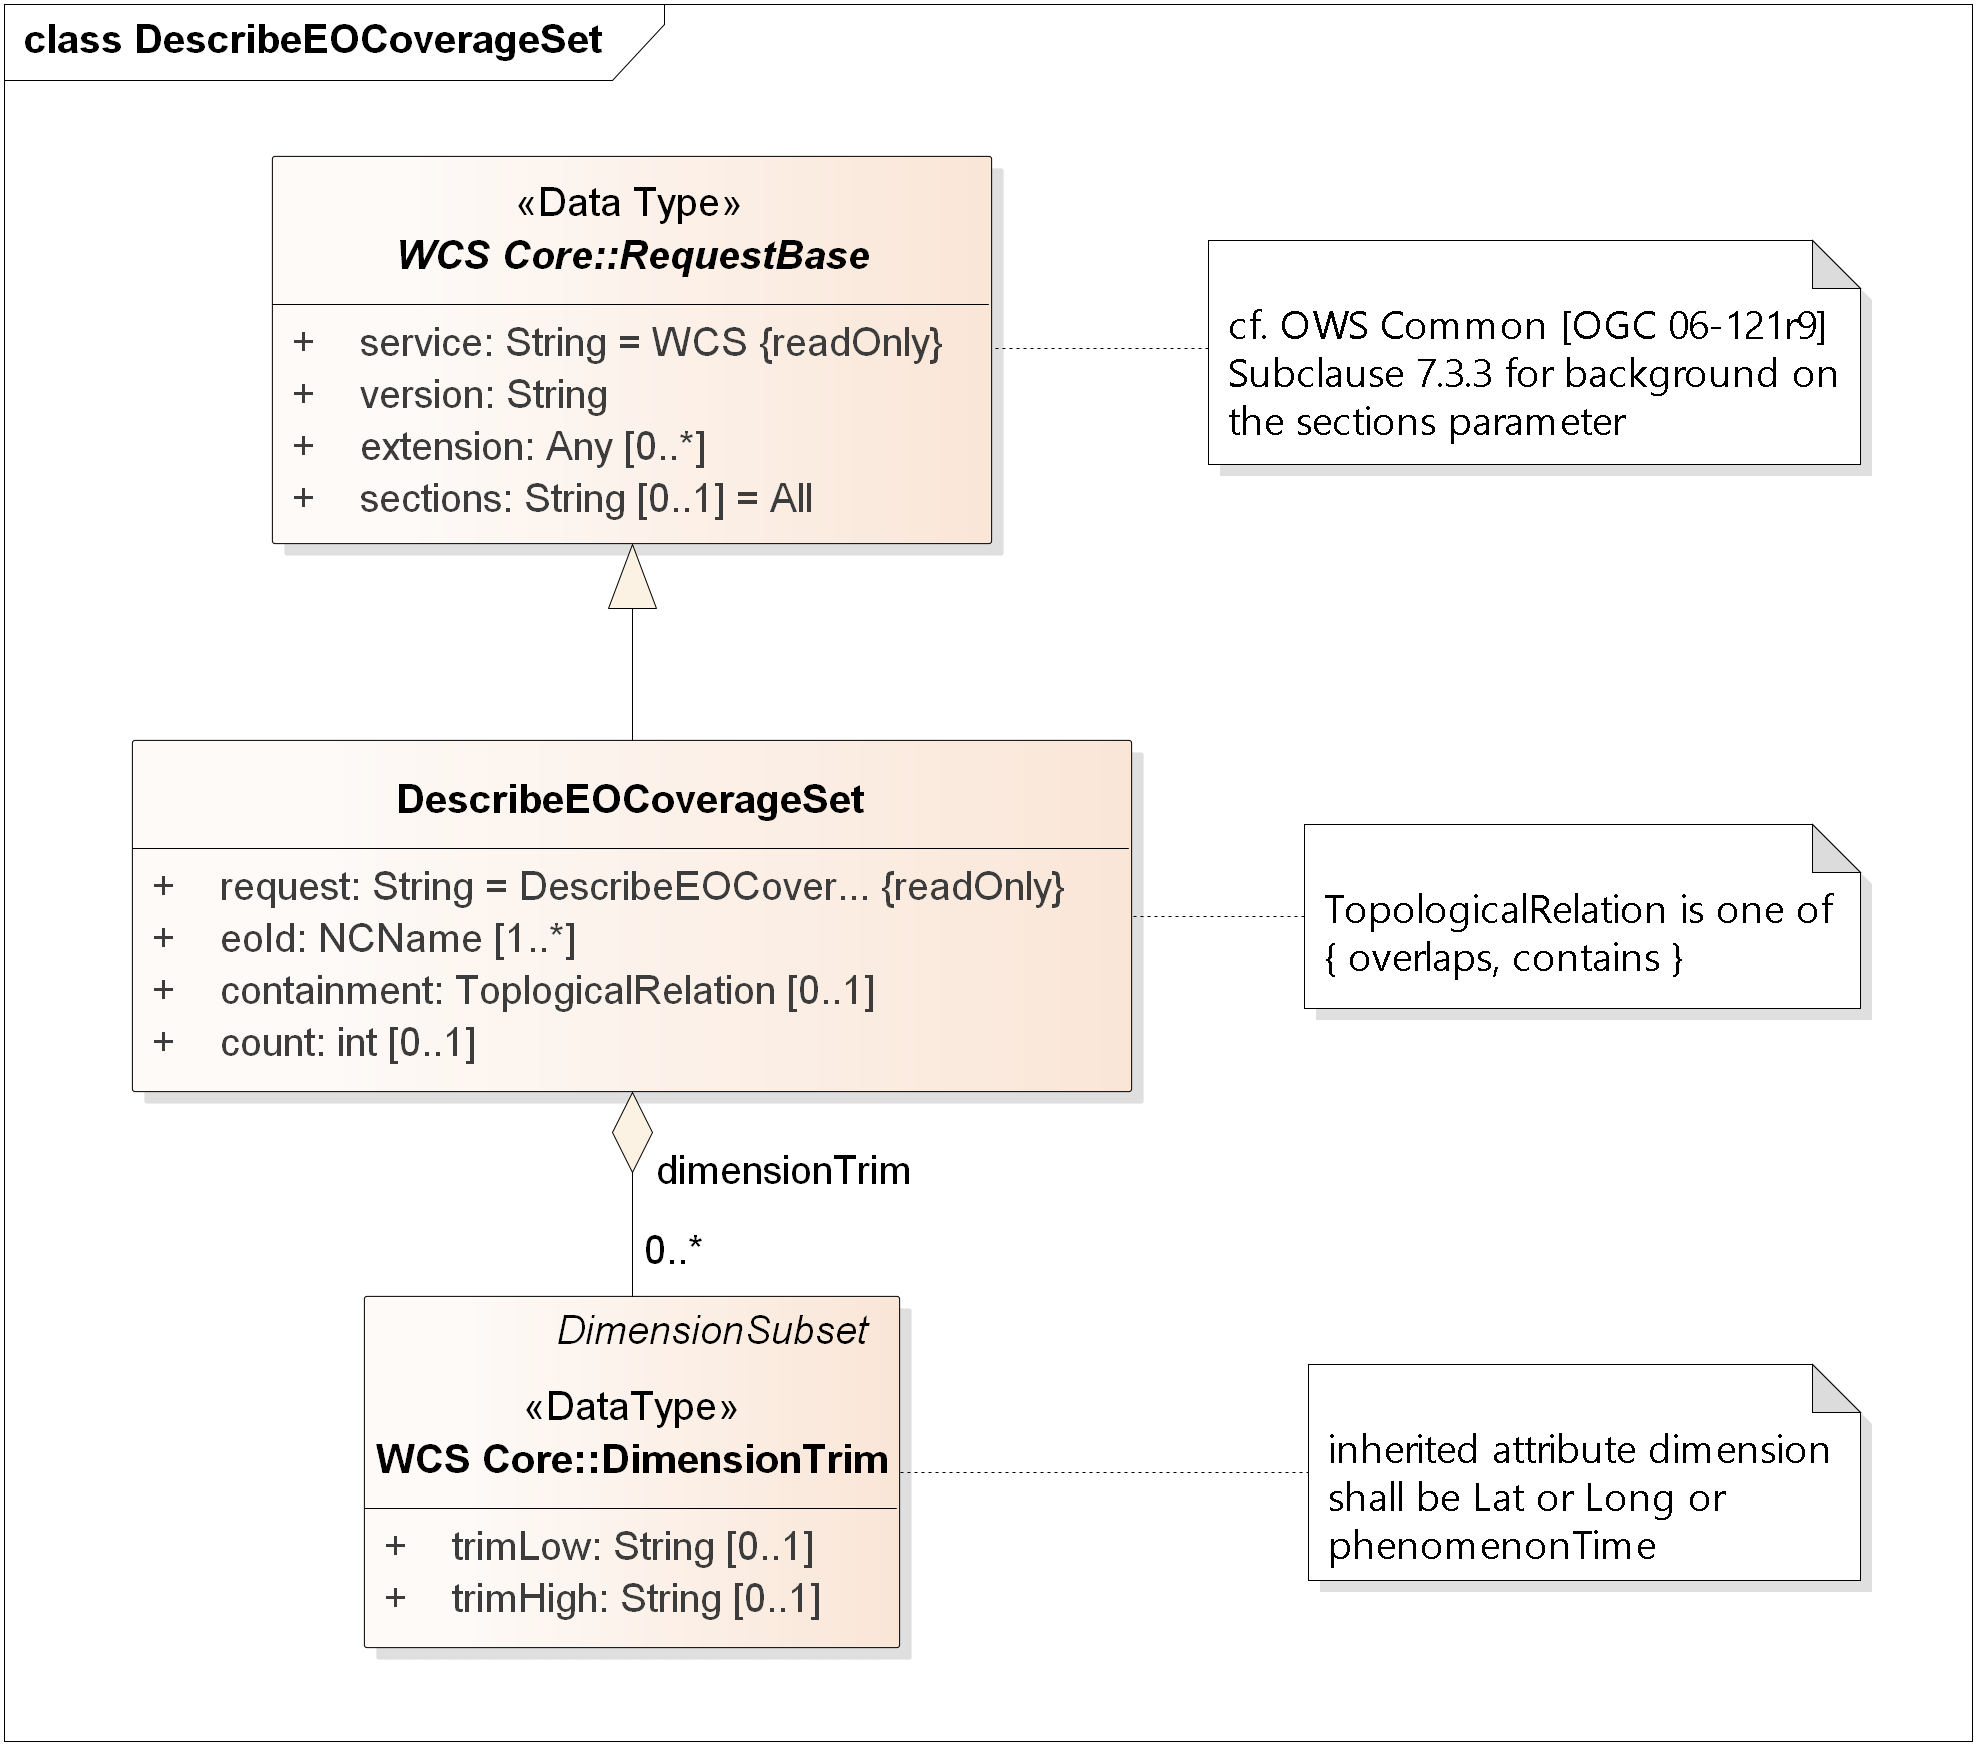 class DescribeEOCoverageSet
«Data Type»
WCS Core::RequestBase
+ service: String = WCS {readOnly}
+ version: String
+ extension: Any [0..*]
+ sections: String [0..1] = All
cf. OWS Common [OGC 06-121r9]
Subclause 7.3.3 for background on
the sections parameter
DescribeEOCoverageSet
+ request: String = DescribeEOCover... {readOnly}
+ eoId: NCName [1..*]
+ containment: ToplogicalRelation [0..1]
+ count: int [0..1]
TopologicalRelation is one of
{ overlaps, contains }
dimensionTrim
0..*
DimensionSubset
«DataType»
WCS Core::DimensionTrim
+ trimLow: String [0..1]
+ trimHigh: String [0..1]
inherited attribute dimension
shall be Lat or Long or
phenomenonTime